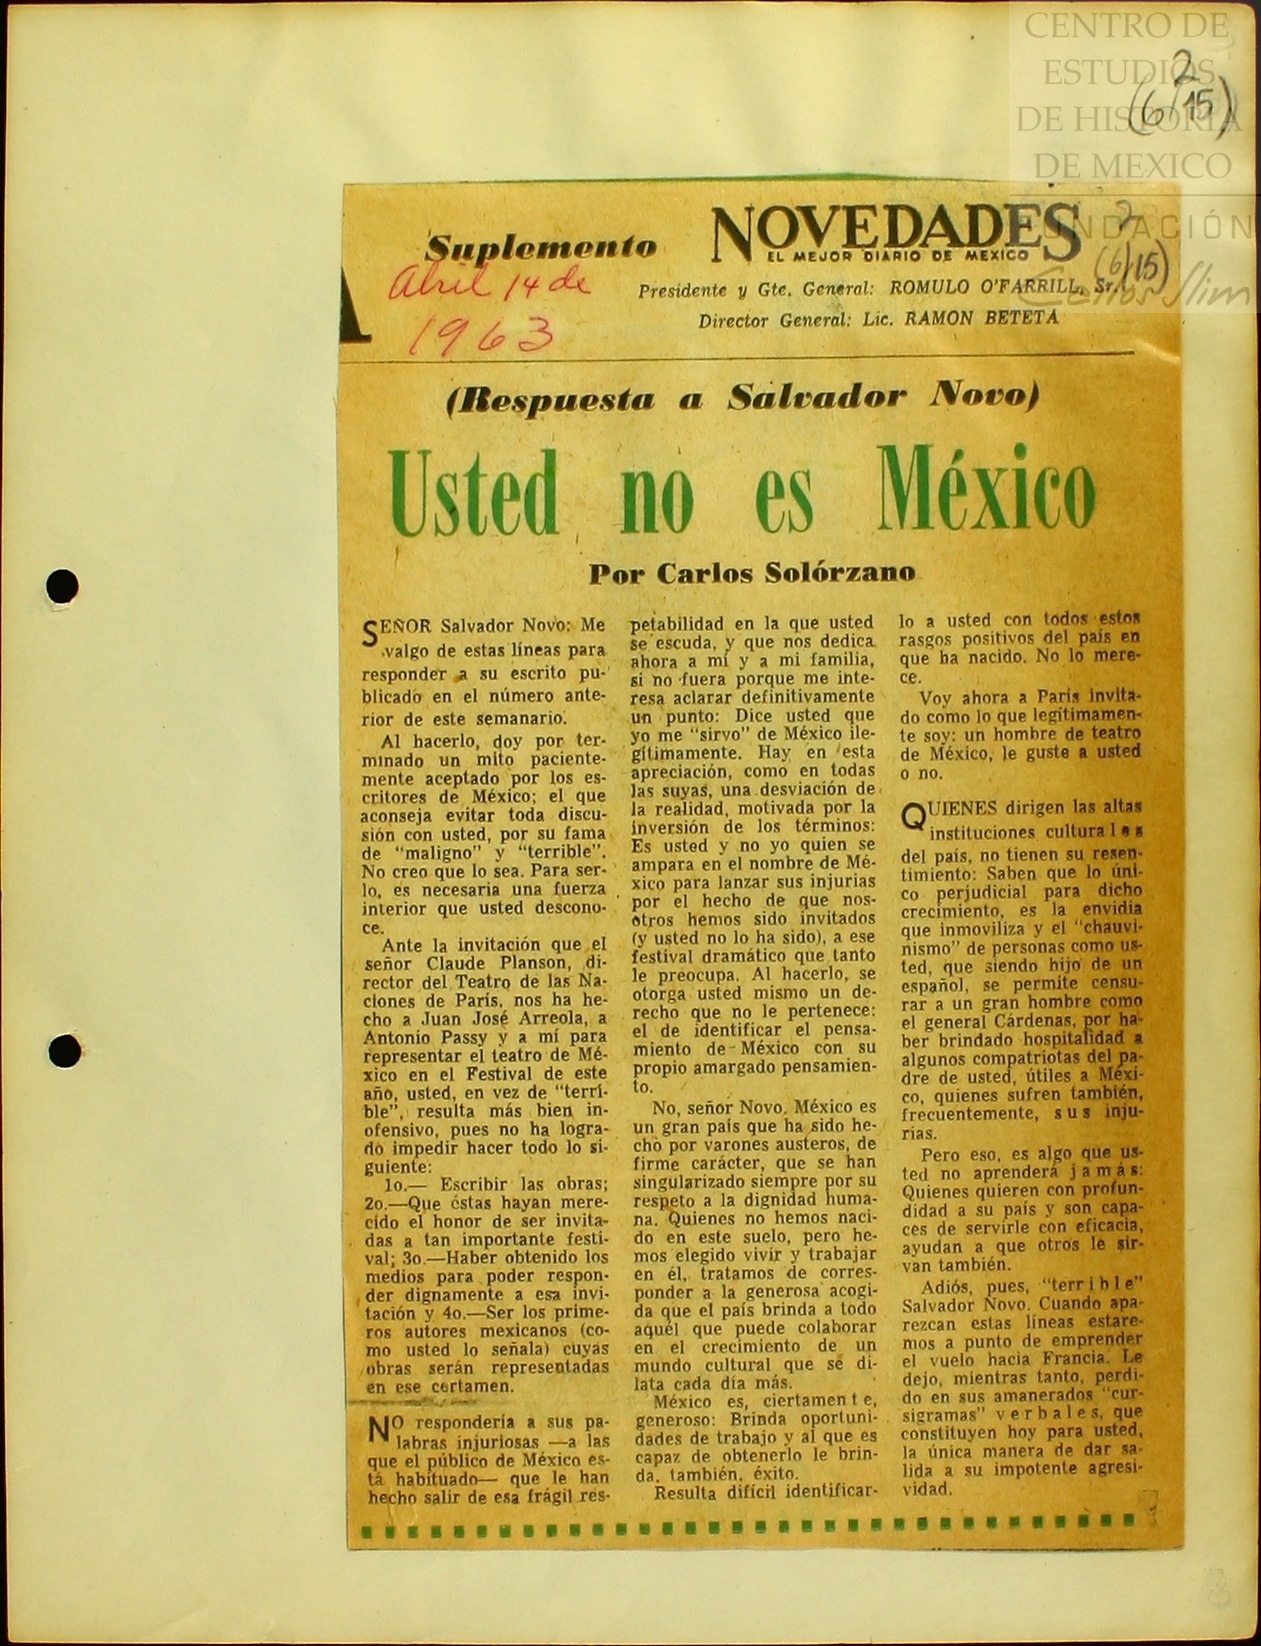 CENTRO DE
ESTUDIOS
DE HISTORIA
DE MEXICO
FUNDACIÓN
Carlos Slim
2
(6/15)
Suplemento
NOVEDADES
EL MEJOR DIARIO DE MEXICO
2
(6/15)
Abril 14 de
1963
Presidente y Gte. General: ROMULO O'FARRILL, Sr.
Director General: Lic. RAMON BETETA
(Respuesta a Salvador Novo)
Usted no es México
Por Carlos Solórzano
SEÑOR Salvador Novo: Me
valgo de estas líneas para
responder a su escrito pu-
blicado en el número ante-
rior de este semanario.
Al hacerlo, doy por ter-
minado un mito paciente-
mente aceptado por los es-
critores de México; el que
aconseja evitar toda discu-
sión con usted, por su fama
de "maligno" y "terrible".
No creo que lo sea. Para ser-
lo, es necesaria una fuerza
interior que usted descono-
ce.
Ante la invitación que el
señor Claude Planson, di-
rector del Teatro de las Na-
ciones de París, nos ha he-
cho a Juan José Arreola, a
Antonio Passy y a mí para
representar el teatro de Mé-
xico en el Festival de este
año, usted, en vez de "terri-
ble", resulta más bien in-
ofensivo, pues no ha logra-
do impedir hacer todo lo si-
guiente:
1o.— Escribir las obras;
2o.—Que éstas hayan mere-
cido el honor de ser invita-
das a tan importante festi-
val; 3o.—Haber obtenido los
medios para poder respon-
der dignamente a esa invi-
tación y 4o.—Ser los prime-
ros autores mexicanos (co-
mo usted lo señala) cuyas
obras serán representadas
en ese certamen.
NO respondería a sus pa-
labras injuriosas —a las
que el público de México es-
tá habituado— que le han
hecho salir de esa frágil res-
petabilidad en la que usted
se escuda, y que nos dedica
ahora a mí y a mi familia,
si no fuera porque me inte-
resa aclarar definitivamente
un punto: Dice usted que
yo me "sirvo" de México ile-
gítimamente. Hay en esta
apreciación, como en todas
las suyas, una desviación de
la realidad, motivada por la
inversión de los términos:
Es usted y no yo quien se
ampara en el nombre de Mé-
xico para lanzar sus injurias
por el hecho de que nos-
otros hemos sido invitados
(y usted no lo ha sido), a ese
festival dramático que tanto
le preocupa. Al hacerlo, se
otorga usted mismo un de-
recho que no le pertenece:
el de identificar el pensa-
miento de México con su
propio amargado pensamien-
to.
No, señor Novo. México es
un gran país que ha sido he-
cho por varones austeros, de
firme carácter, que se han
singularizado siempre por su
respeto a la dignidad huma-
na. Quienes no hemos naci-
do en este suelo, pero he-
mos elegido vivir y trabajar
en él, tratamos de corres-
ponder a la generosa acogi-
da que el país brinda a todo
aquél que puede colaborar
en el crecimiento de un
mundo cultural que se di-
lata cada día más.
México es, ciertamente,
generoso: Brinda oportuni-
dades de trabajo y al que es
capaz de obtenerlo le brin-
da, también, éxito.
Resulta difícil identificar-
lo a usted con todos estos
rasgos positivos del país en
que ha nacido. No lo mere-
ce.
Voy ahora a París invita-
do como lo que legítimamen-
te soy: un hombre de teatro
de México, le guste a usted
o no.
QUIENES dirigen las altas
instituciones culturales
del país, no tienen su resen-
timiento: Saben que lo úni-
co perjudicial para dicho
crecimiento, es la envidia
que inmoviliza y el "chauvi-
nismo" de personas como us-
ted, que siendo hijo de un
español, se permite censu-
rar a un gran hombre como
el general Cárdenas, por ha-
ber brindado hospitalidad a
algunos compatriotas del pa-
dre de usted, útiles a Méxi-
co, quienes sufren también,
frecuentemente, sus inju-
rias.
Pero eso, es algo que us-
ted no aprenderá jamás:
Quienes quieren con profun-
didad a su país y son capa-
ces de servirle con eficacia,
ayudan a que otros le sir-
van también.
Adiós, pues, "terrible"
Salvador Novo. Cuando apa-
rezcan estas líneas estare-
mos a punto de emprender
el vuelo hacia Francia. Le
dejo, mientras tanto, perdi-
do en sus amanerados "cur-
sigramas" verbales, que
constituyen hoy para usted,
la única manera de dar sa-
lida a su impotente agresi-
vidad.